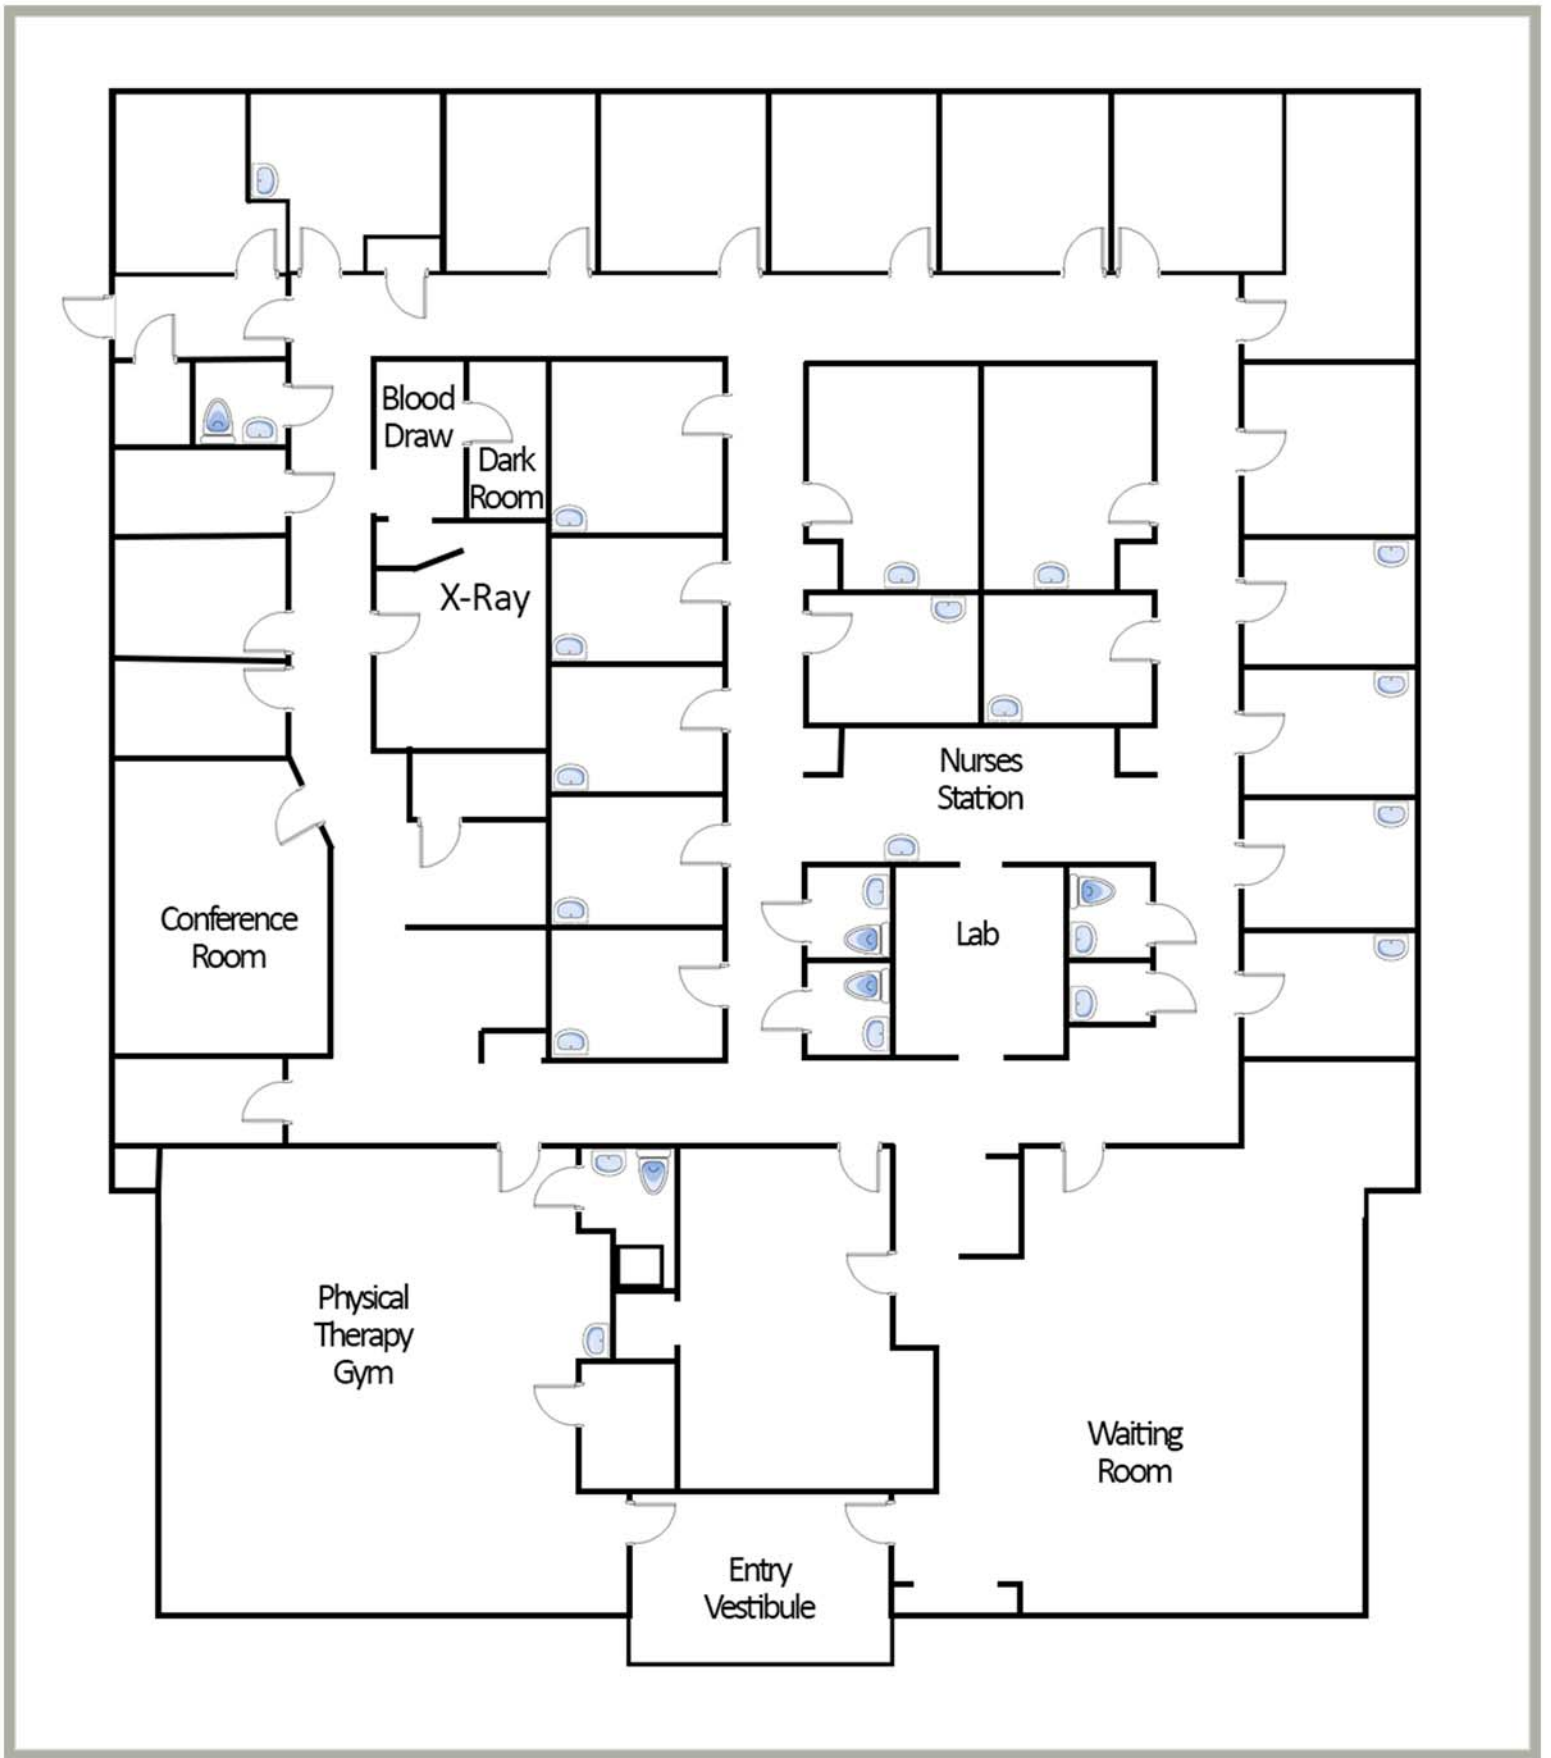 Blood
Draw
Dark
Room
X-Ray
Nurses
Station
Conference
Room
Lab
Physical
Therapy
Gym
Waiting
Room
Entry
Vestibule